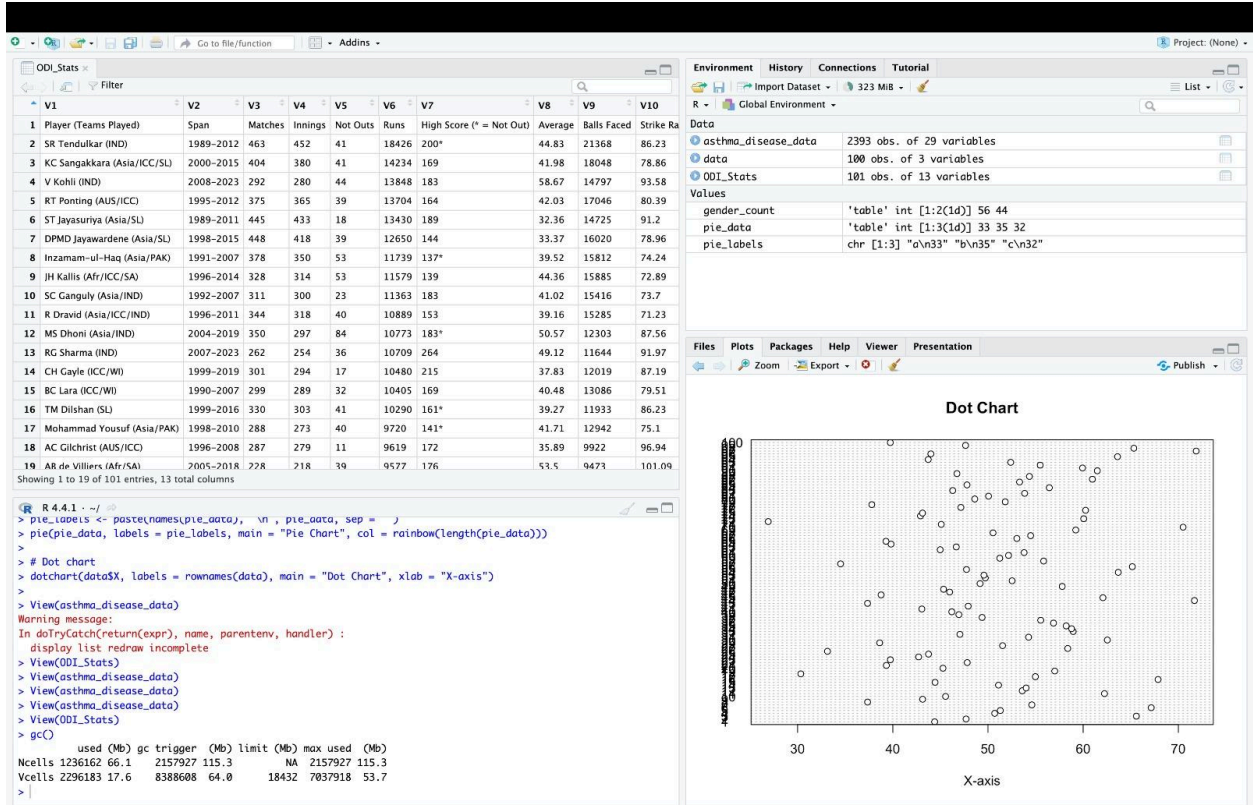 Go to file/function
Addins
Project: (None)
ODI_Stats
Filter
V1 V2 V3 V4 V5 V6 V7 V8 V9 V10
1 Player (Teams Played) Span Matches Innings Not Outs Runs High Score (* = Not Out) Average Balls Faced Strike Ra
2 SR Tendulkar (IND) 1989-2012 463 452 41 18426 200* 44.83 21368 86.23
3 KC Sangakkara (Asia/ICC/SL) 2000-2015 404 380 41 14234 169 41.98 18048 78.86
4 V Kohli (IND) 2008-2023 292 280 44 13848 183 58.67 14797 93.58
5 RT Ponting (AUS/ICC) 1995-2012 375 365 39 13704 164 42.03 17046 80.39
6 ST Jayasuriya (Asia/SL) 1989-2011 445 433 18 13430 189 32.36 14725 91.2
7 DPMD Jayawardene (Asia/SL) 1998-2015 448 418 39 12650 144 33.37 16020 78.96
8 Inzamam-ul-Haq (Asia/PAK) 1991-2007 378 350 53 11739 137* 39.52 15812 74.24
9 JH Kallis (Afr/ICC/SA) 1996-2014 328 314 53 11579 139 44.36 15885 72.89
10 SC Ganguly (Asia/IND) 1992-2007 311 300 23 11363 183 41.02 15416 73.7
11 R Dravid (Asia/ICC/IND) 1996-2011 344 318 40 10889 153 39.16 15285 71.23
12 MS Dhoni (Asia/IND) 2004-2019 350 297 84 10773 183* 50.57 12303 87.56
13 RG Sharma (IND) 2007-2023 262 254 36 10709 264 49.12 11644 91.97
14 CH Gayle (ICC/WI) 1999-2019 301 294 17 10480 215 37.83 12019 87.19
15 BC Lara (ICC/WI) 1990-2007 299 289 32 10405 169 40.48 13086 79.51
16 TM Dilshan (SL) 1999-2016 330 303 41 10290 161* 39.27 11933 86.23
17 Mohammad Yousuf (Asia/PAK) 1998-2010 288 273 40 9720 141* 41.71 12942 75.1
18 AC Gilchrist (AUS/ICC) 1996-2008 287 279 11 9619 172 35.89 9922 96.94
19 AB de Villiers (Afr/SA) 2005-2018 228 218 39 9577 176 53.5 9473 101.09
Showing 1 to 19 of 101 entries, 13 total columns
R 4.4.1 · ~/
> pie_labels <- paste(names(pie_data), "\n", pie_data, sep = "")
> pie(pie_data, labels = pie_labels, main = "Pie Chart", col = rainbow(length(pie_data)))
>
> # Dot chart
> dotchart(data$X, labels = rownames(data), main = "Dot Chart", xlab = "X-axis")
>
> View(asthma_disease_data)
Warning message:
In doTryCatch(return(expr), name, parentenv, handler) :
display list redraw incomplete
> View(ODI_Stats)
> View(asthma_disease_data)
> View(asthma_disease_data)
> View(asthma_disease_data)
> View(ODI_Stats)
> gc()
used (Mb) gc trigger (Mb) limit (Mb) max used (Mb)
Ncells 1236162 66.1 2157927 115.3 NA 2157927 115.3
Vcells 2296183 17.6 8388608 64.0 18432 7037918 53.7
>
Environment History Connections Tutorial
Import Dataset 323 MiB List
R Global Environment
Data
asthma_disease_data 2393 obs. of 29 variables
data 100 obs. of 3 variables
ODI_Stats 101 obs. of 13 variables
Values
gender_count 'table' int [1:2(1d)] 56 44
pie_data 'table' int [1:3(1d)] 33 35 32
pie_labels chr [1:3] "a\n33" "b\n35" "c\n32"
Files Plots Packages Help Viewer Presentation
Zoom Export Publish
Dot Chart
100
30 40 50 60 70
X-axis